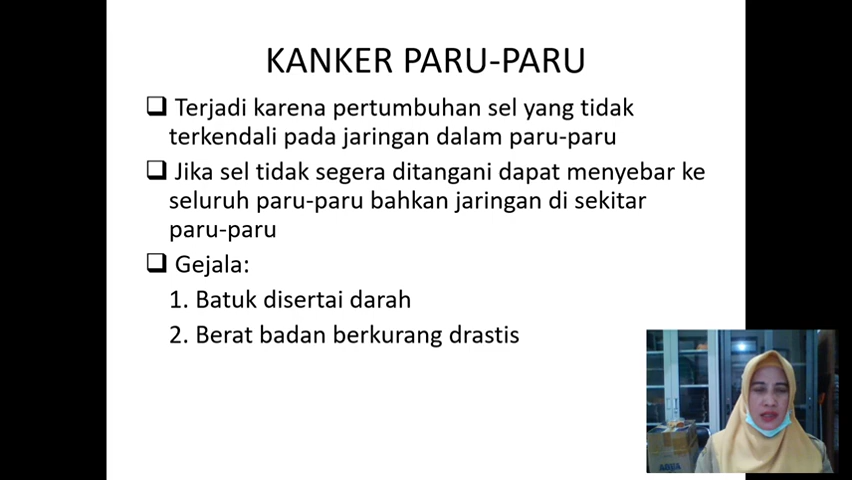 KANKER PARU-PARU
❑ Terjadi karena pertumbuhan sel yang tidak
terkendali pada jaringan dalam paru-paru
❑ Jika sel tidak segera ditangani dapat menyebar ke
seluruh paru-paru bahkan jaringan di sekitar
paru-paru
❑ Gejala:
1. Batuk disertai darah
2. Berat badan berkurang drastis